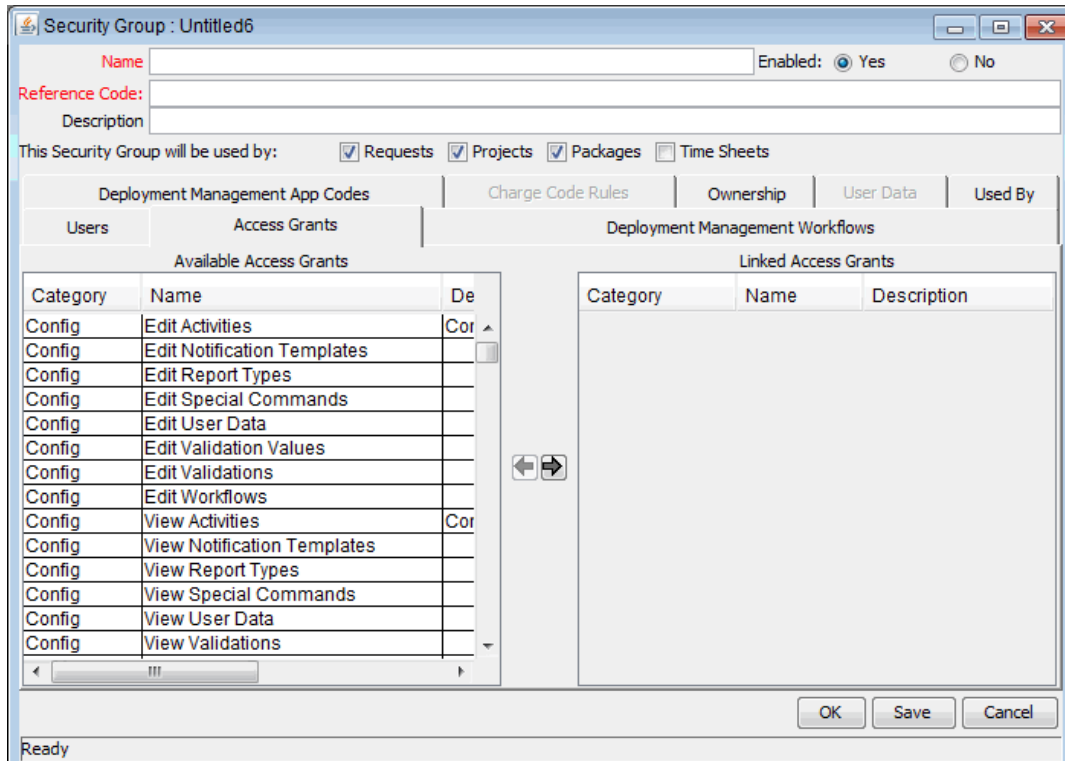 Security Group : Untitled6
Name Enabled: Yes No
Reference Code:
Description
This Security Group will be used by: Requests Projects Packages Time Sheets
Deployment Management App Codes Charge Code Rules Ownership User Data Used By
Users Access Grants Deployment Management Workflows
Available Access Grants Linked Access Grants
Category Name De Category Name Description
Config Edit Activities Cor
Config Edit Notification Templates
Config Edit Report Types
Config Edit Special Commands
Config Edit User Data
Config Edit Validation Values
Config Edit Validations
Config Edit Workflows
Config View Activities Cor
Config View Notification Templates
Config View Report Types
Config View Special Commands
Config View User Data
Config View Validations
OK Save Cancel
Ready